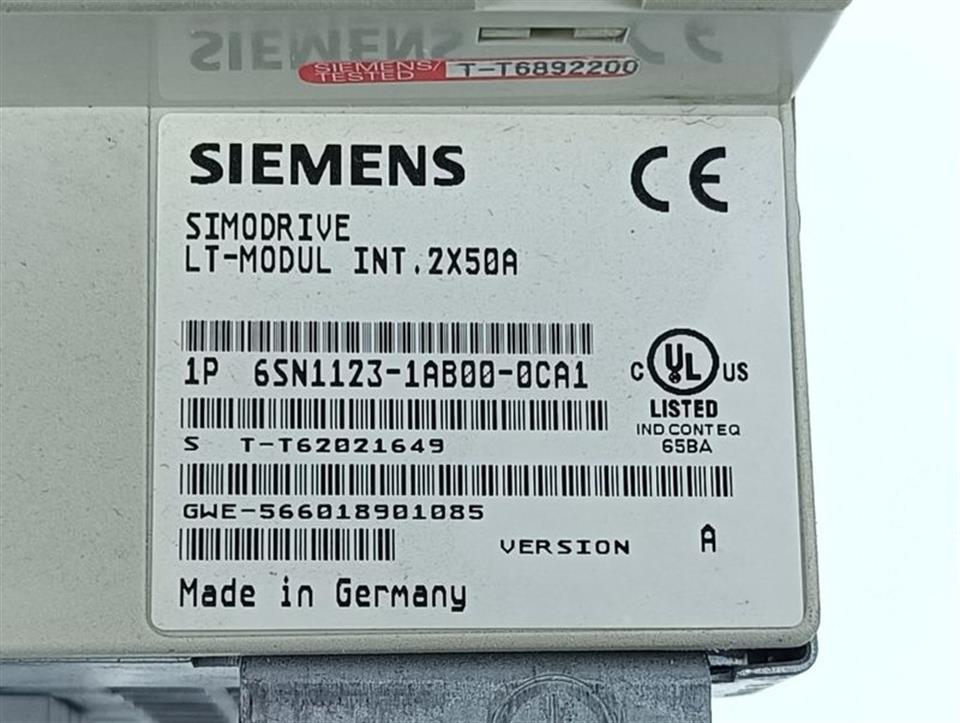 SIEMENS
SIEMENS/
TESTED
T-T6892200
SIEMENS
CE
SIMODRIVE
LT-MODUL INT.2X50A
1P 6SN1123-1AB00-0CA1
C UL US
LISTED
IND CONT EQ
65BA
S T-T62021649
GWE-566018901085
VERSION A
Made in Germany